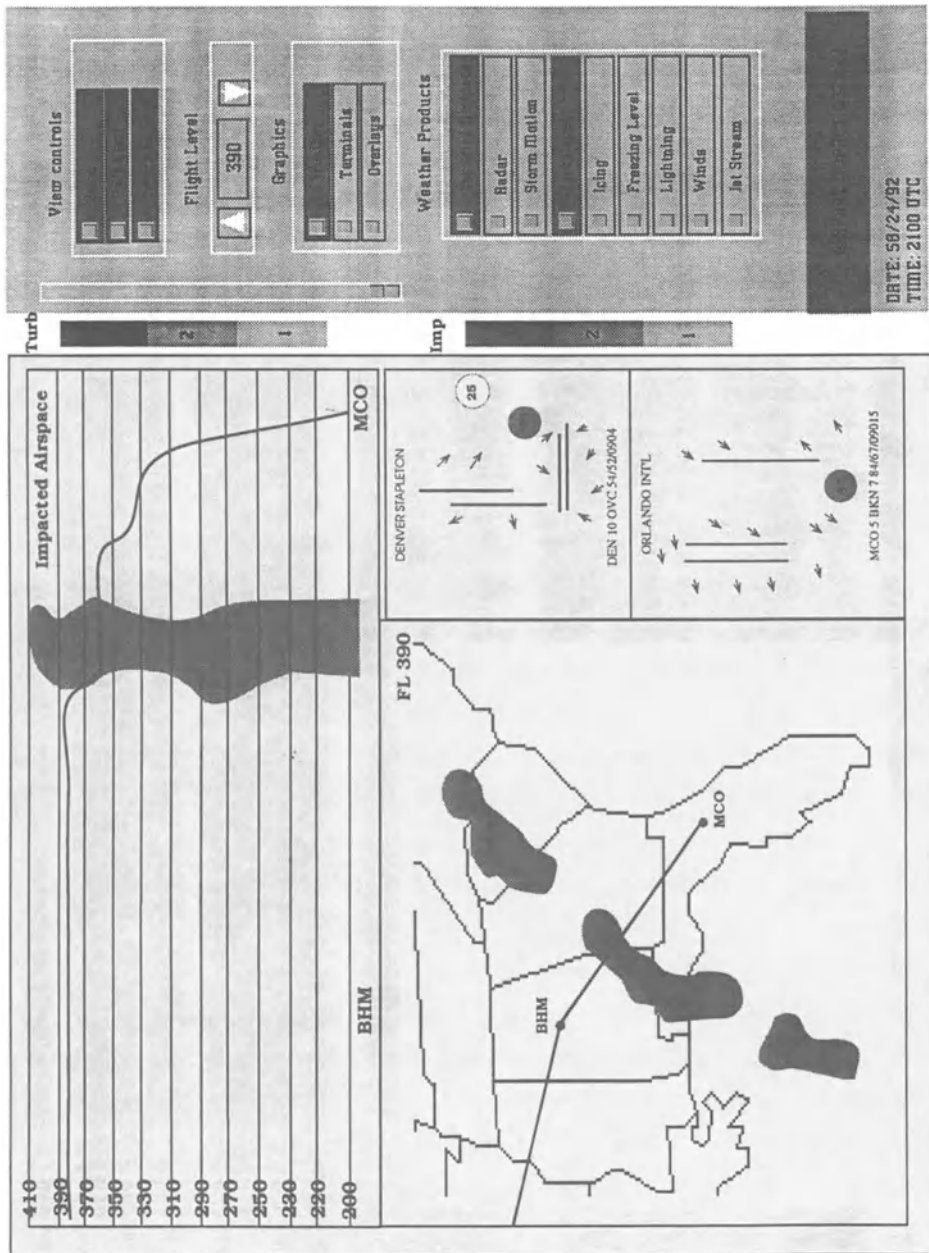 Impacted Airspace
410
390
370
350
330
310
290
270
250
230
220
200
BHM
MCO
FL 390
BHM
MCO
DENVER STAPLETON
25
DEN 10 OVC 54/52/0904
ORLANDO INT'L
MCO 5 BKN 7 84/67/09015
Turb
2
1
Imp
2
1
View controls
Flight Level
390
Graphics
Terminals
Overlays
Weather Products
Radar
Storm Motion
Icing
Freezing Level
Lightning
Winds
Jet Stream
DATE: 58/24/92
TIME: 2100 UTC